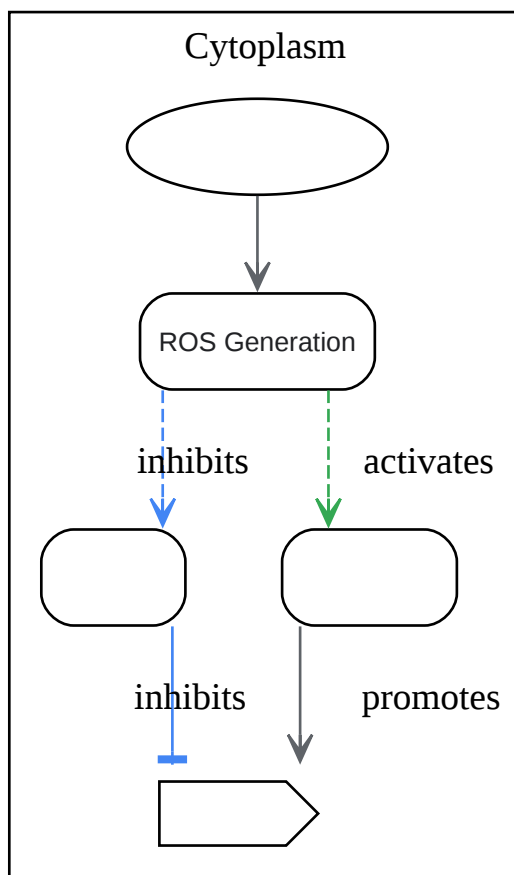 Cytoplasm
ROS Generation
inhibits
activates
inhibits
promotes